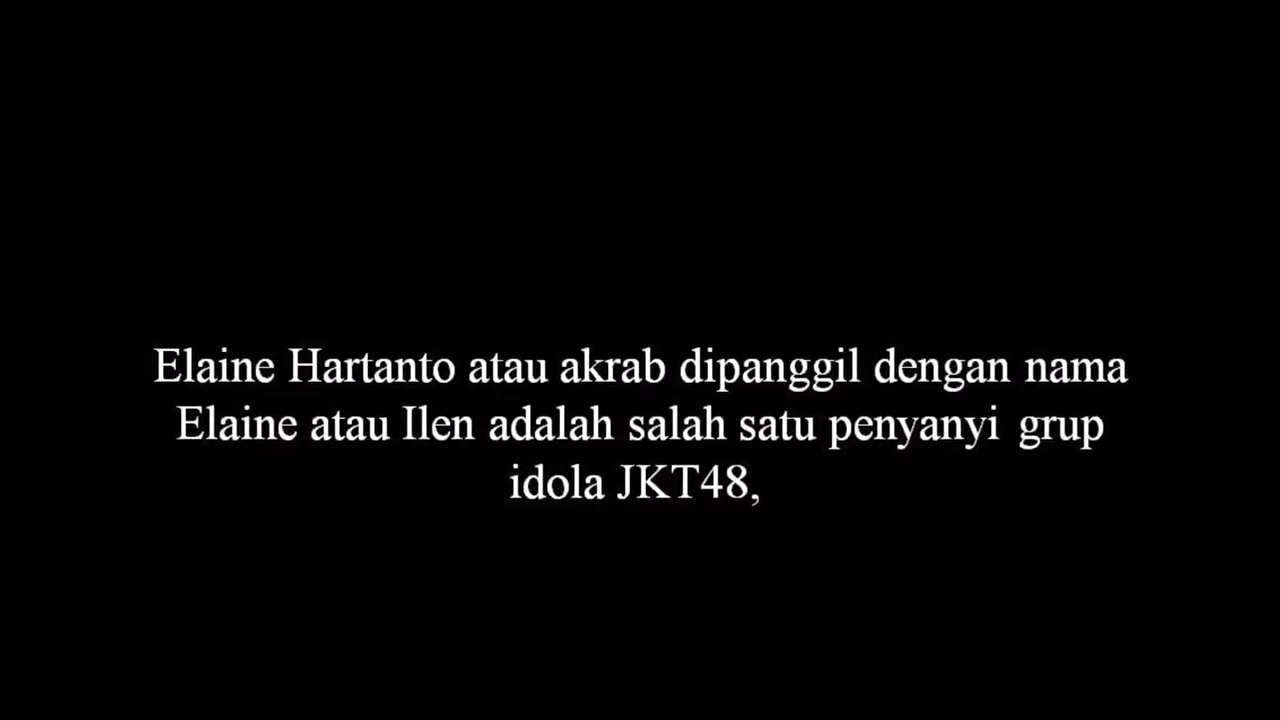 Elaine Hartanto atau akrab dipanggil dengan nama
Elaine atau Ilen adalah salah satu penyanyi grup
idola JKT48,